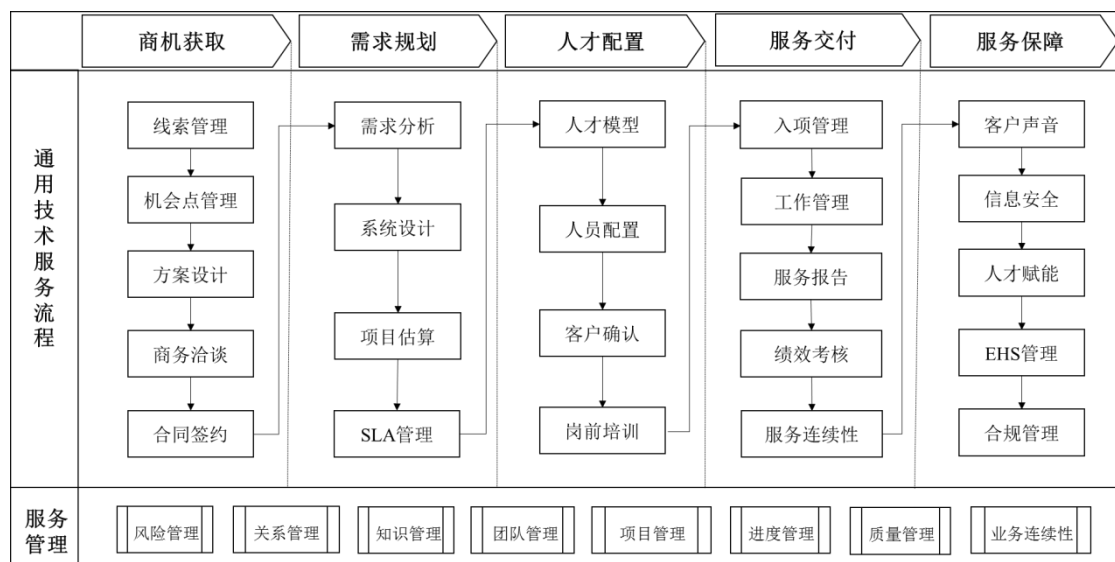 商机获取
需求规划
人才配置
服务交付
服务保障
通用技术服务流程
线索管理
机会点管理
方案设计
商务洽谈
合同签约
需求分析
系统设计
项目估算
SLA管理
人才模型
人员配置
客户确认
岗前培训
入项管理
工作管理
服务报告
绩效考核
服务连续性
客户声音
信息安全
人才赋能
EHS管理
合规管理
服务
管理
风险管理
关系管理
知识管理
团队管理
项目管理
进度管理
质量管理
业务连续性